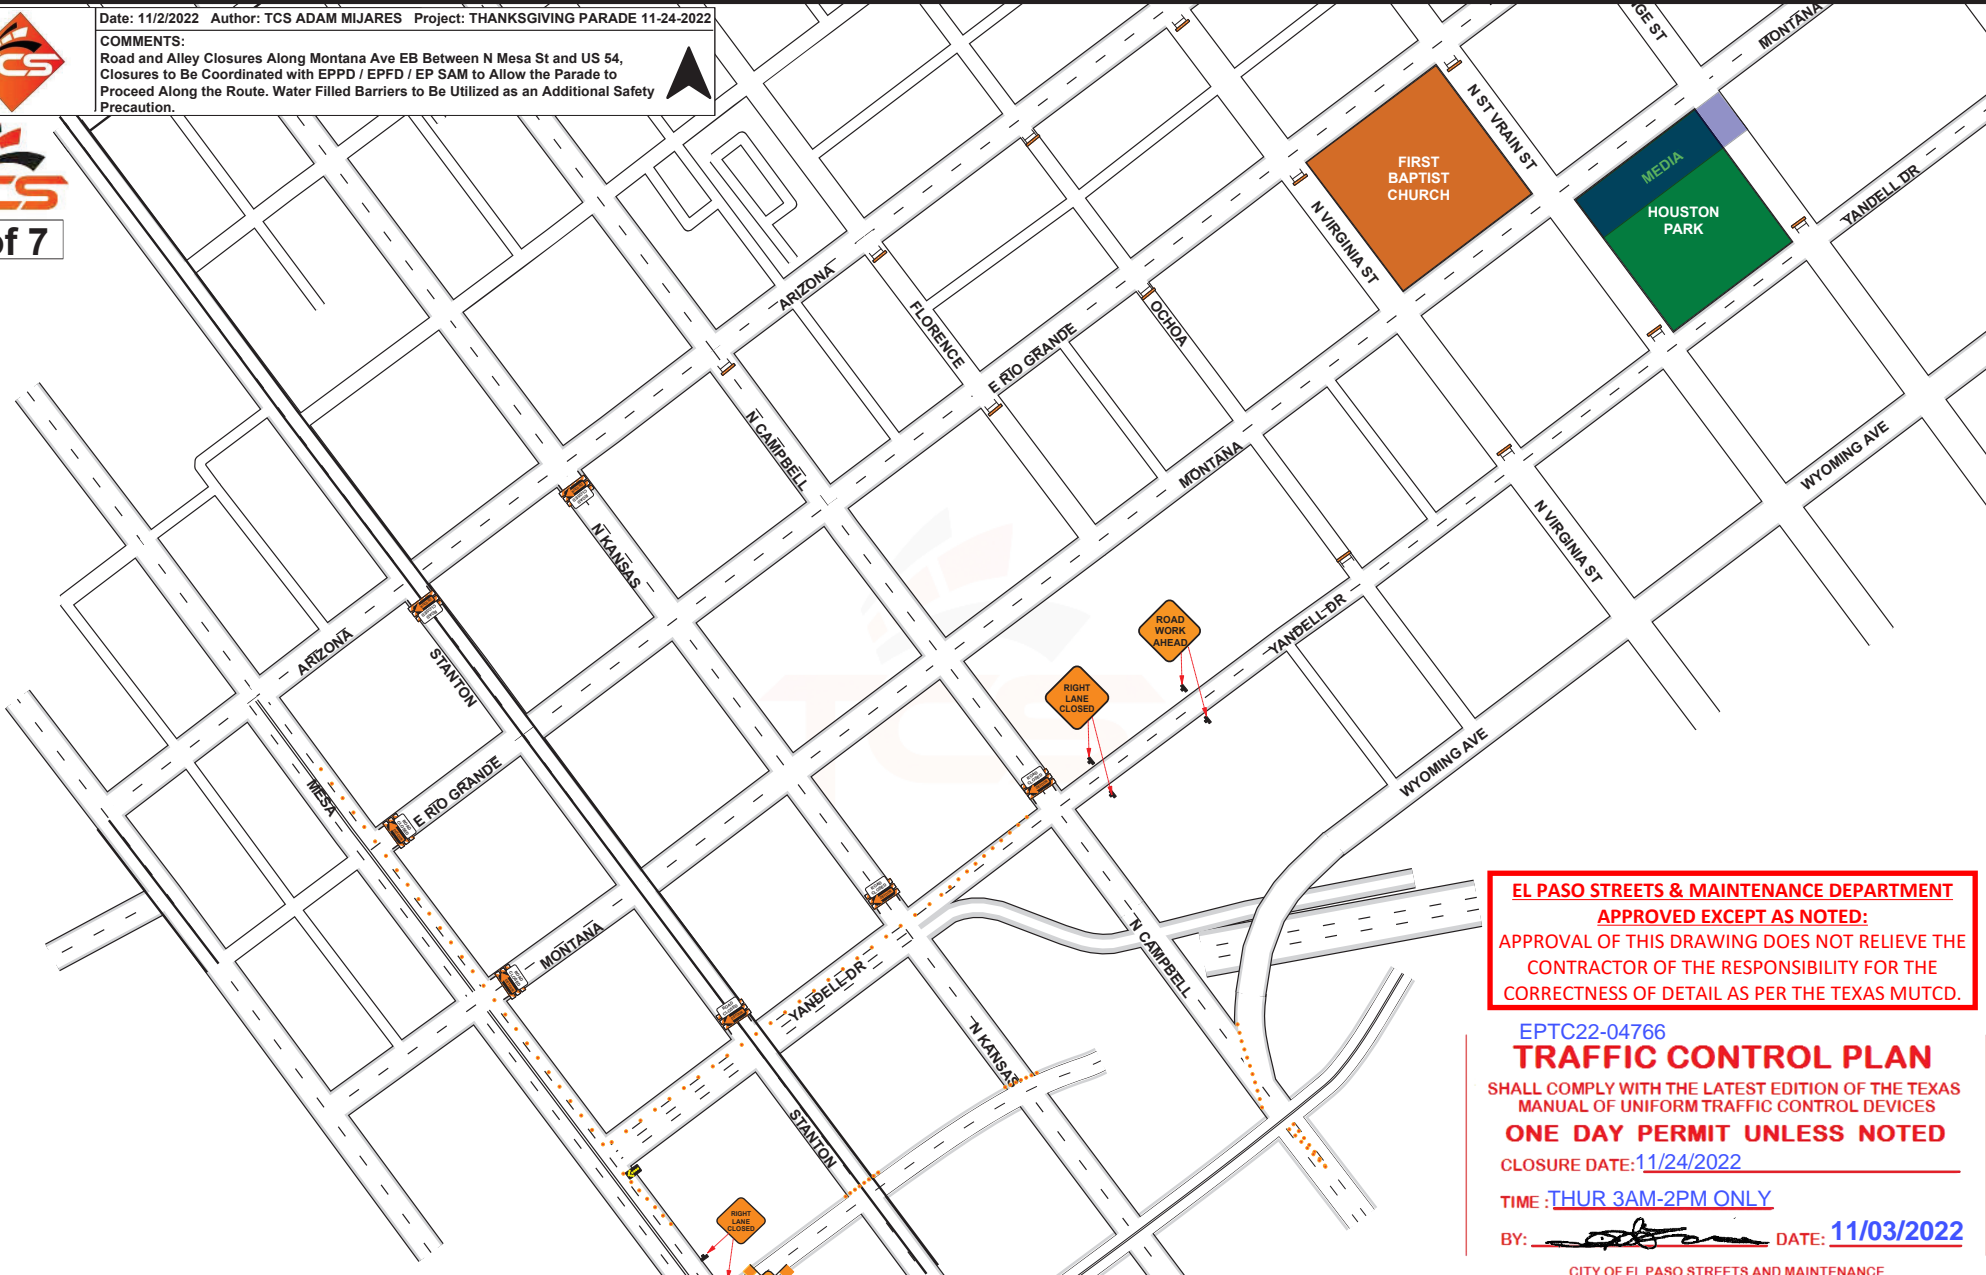 Date: 11/2/2022 Author: TCS ADAM MIJARES Project: THANKSGIVING PARADE 11-24-2022
COMMENTS:
Road and Alley Closures Along Montana Ave EB Between N Mesa St and US 54,
Closures to Be Coordinated with EPPD / EPFD / EP SAM to Allow the Parade to
Proceed Along the Route. Water Filled Barriers to Be Utilized as an Additional Safety
Precaution.
CS
CS
of 7
GE ST
MONTANA
N ST VRAIN ST
FIRST
BAPTIST
CHURCH
MEDIA
HOUSTON
PARK
YANDELL DR
N VIRGINIA ST
ARIZONA
FLORENCE
OCHOA
E RIO GRANDE
N CAMPBELL
MONTANA
WYOMING AVE
N KANSAS
N VIRGINIA ST
ARIZONA
STANTON
ROAD
WORK
AHEAD
YANDELL DR
RIGHT
LANE
CLOSED
TCS
WYOMING AVE
MESA
E RIO GRANDE
ROAD
CLOSED
MONTANA
YANDELL DR
N CAMPBELL
N KANSAS
STANTON
RIGHT
LANE
CLOSED
EL PASO STREETS & MAINTENANCE DEPARTMENT
APPROVED EXCEPT AS NOTED:
APPROVAL OF THIS DRAWING DOES NOT RELIEVE THE
CONTRACTOR OF THE RESPONSIBILITY FOR THE
CORRECTNESS OF DETAIL AS PER THE TEXAS MUTCD.
EPTC22-04766
TRAFFIC CONTROL PLAN
SHALL COMPLY WITH THE LATEST EDITION OF THE TEXAS
MANUAL OF UNIFORM TRAFFIC CONTROL DEVICES
ONE DAY PERMIT UNLESS NOTED
CLOSURE DATE: 11/24/2022
TIME : THUR 3AM-2PM ONLY
BY: DATE: 11/03/2022
CITY OF EL PASO STREETS AND MAINTENANCE